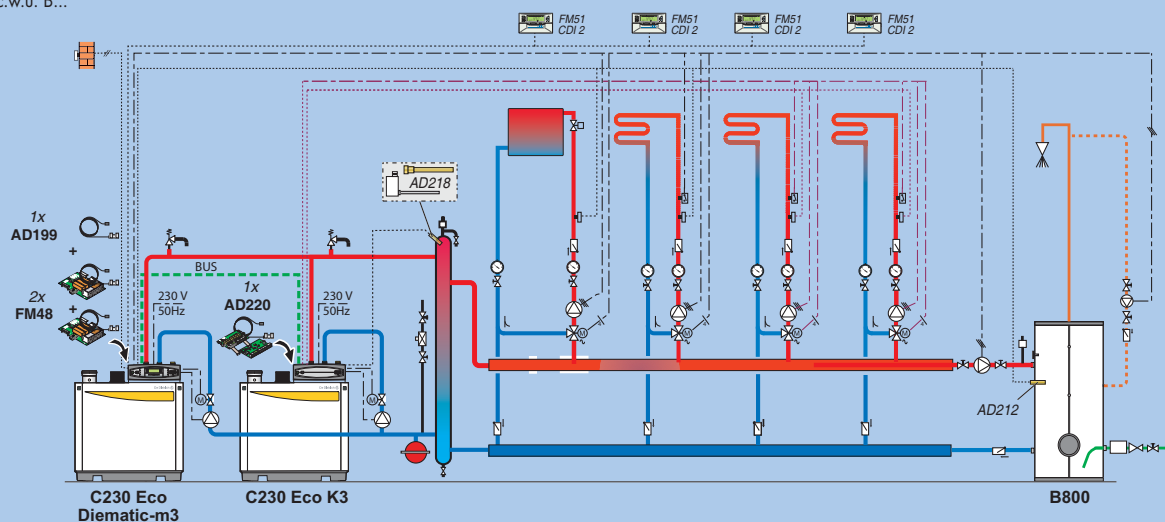 c.w.u. B...
FM51
CDI 2
FM51
CDI 2
FM51
CDI 2
FM51
CDI 2
AD218
1x
AD199
+
2x
FM48
+
BUS
230 V
50Hz
1x
AD220
230 V
50Hz
M
M
M
M
M
M
AD212
C230 Eco
Diematic-m3
C230 Eco K3
B800